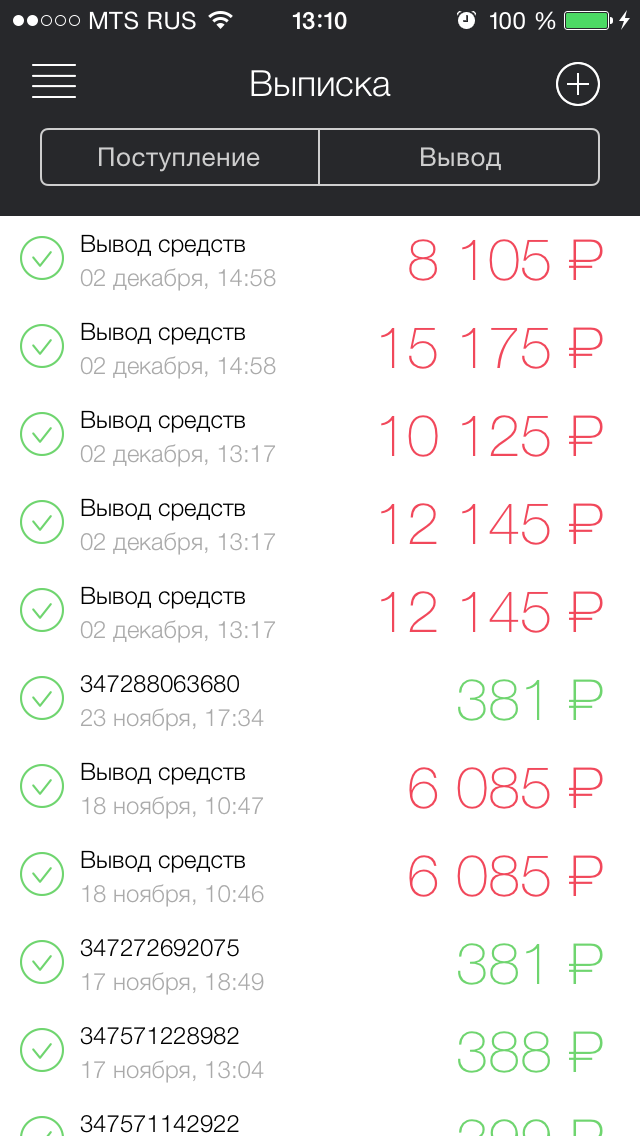 MTS RUS 13:10 100 %
Выписка
Поступление Вывод
Вывод средств 8 105 ₽
02 декабря, 14:58
Вывод средств 15 175 ₽
02 декабря, 14:58
Вывод средств 10 125 ₽
02 декабря, 13:17
Вывод средств 12 145 ₽
02 декабря, 13:17
Вывод средств 12 145 ₽
02 декабря, 13:17
347288063680 381 ₽
23 ноября, 17:34
Вывод средств 6 085 ₽
18 ноября, 10:47
Вывод средств 6 085 ₽
18 ноября, 10:46
347272692075 381 ₽
17 ноября, 18:49
347571228982 388 ₽
17 ноября, 13:04
347571142922